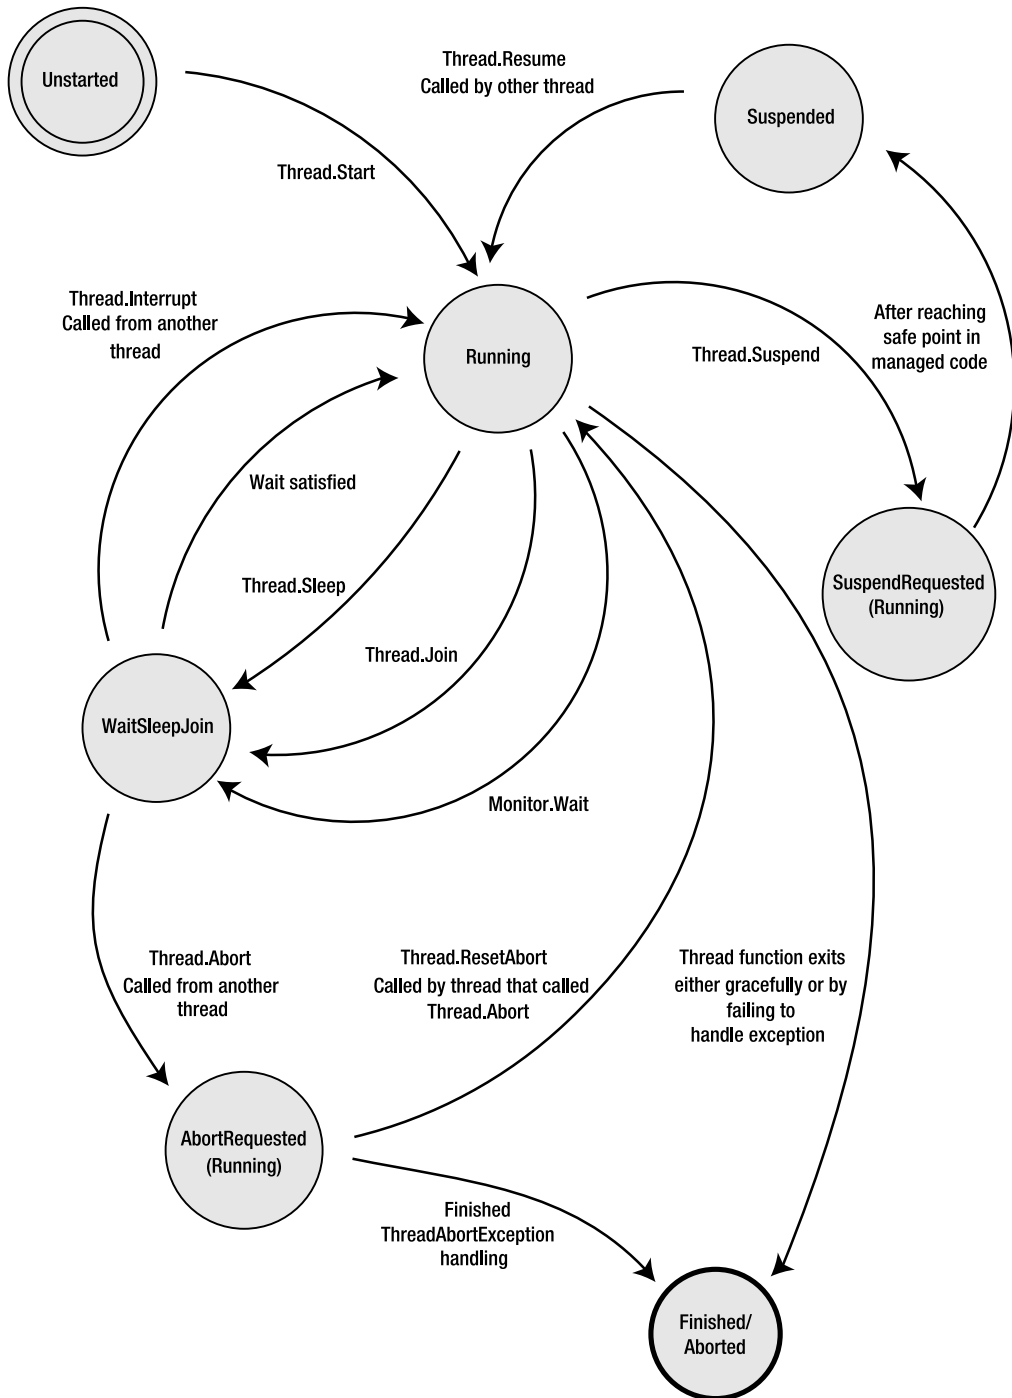 Unstarted
Thread.Resume
Called by other thread
Suspended
Thread.Start
Thread.Interrupt
Called from another
thread
Running
Thread.Suspend
After reaching
safe point in
managed code
Wait satisfied
Thread.Sleep
SuspendRequested
(Running)
Thread.Join
WaitSleepJoin
Monitor.Wait
Thread.Abort
Called from another
thread
Thread.ResetAbort
Called by thread that called
Thread.Abort
Thread function exits
either gracefully or by
failing to
handle exception
AbortRequested
(Running)
Finished
ThreadAbortException
handling
Finished/
Aborted